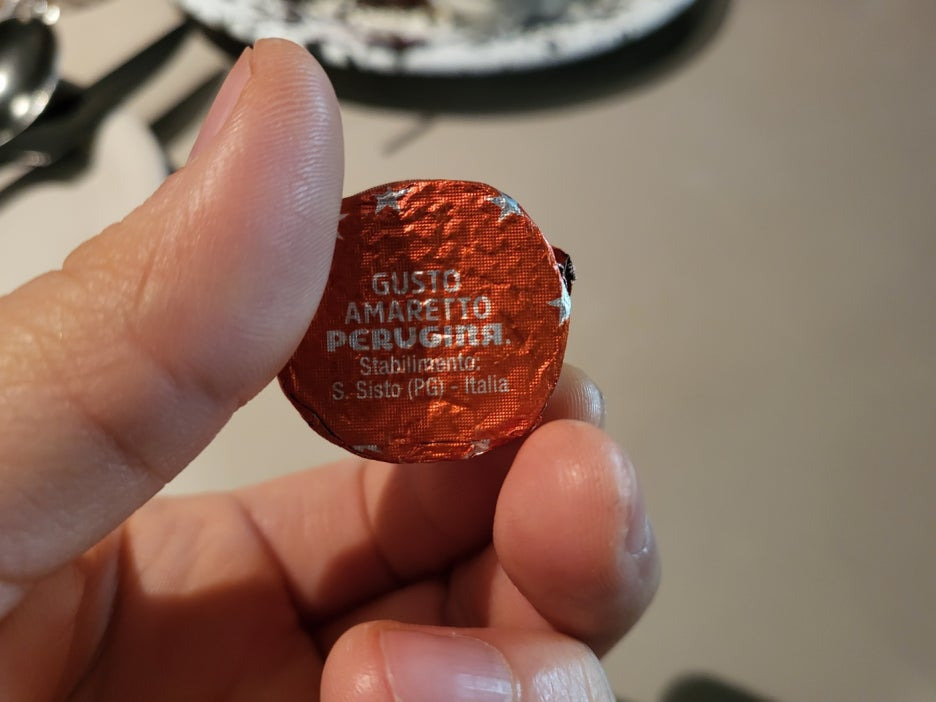 GUSTO
AMARETTO
PERUGINA.
Stabilimento:
S. Sisto (PG) - Italia